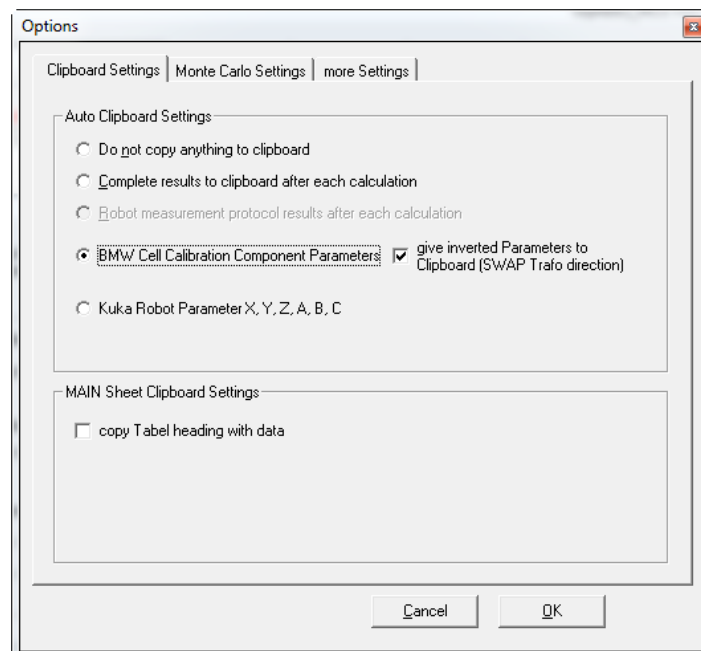 Options
Clipboard Settings
Monte Carlo Settings
more Settings
Auto Clipboard Settings
Do not copy anything to clipboard
Complete results to clipboard after each calculation
Robot measurement protocol results after each calculation
BMW Cell Calibration Component Parameters
give inverted Parameters to
Clipboard (SWAP Trafo direction)
Kuka Robot Parameter X, Y, Z, A, B, C
MAIN Sheet Clipboard Settings
copy Tabel heading with data
Cancel
OK